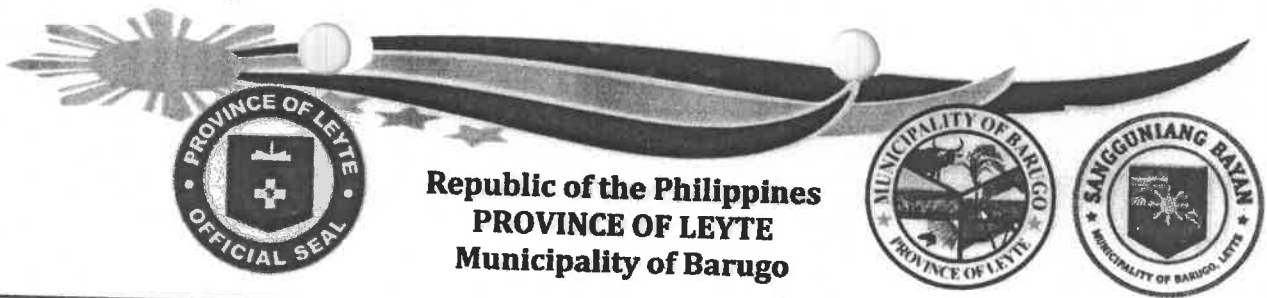 PROVINCE OF LEYTE
OFFICIAL SEAL
Republic of the Philippines
PROVINCE OF LEYTE
Municipality of Barugo
MUNICIPALITY OF BARUGO
PROVINCE OF LEYTE
SANGGUNIANG BAYAN
MUNICIPALITY OF BARUGO, LEYTE